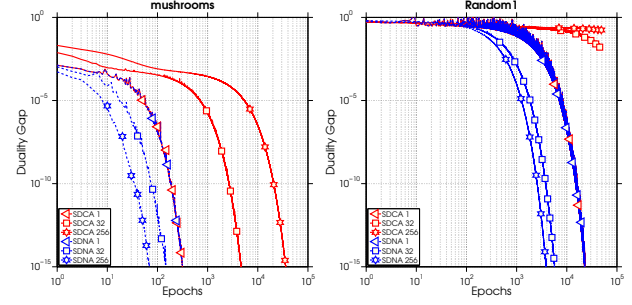 mushrooms
Duality Gap
10^0
10^-5
10^-10
10^-15
SDCA 1
SDCA 32
SDCA 256
SDNA 1
SDNA 32
SDNA 256
10^0 10^1 10^2 10^3 10^4 10^5
Epochs
Random1
Duality Gap
10^0
10^-5
10^-10
10^-15
SDCA 1
SDCA 32
SDCA 256
SDNA 1
SDNA 32
SDNA 256
10^0 10^1 10^2 10^3 10^4 10^5
Epochs